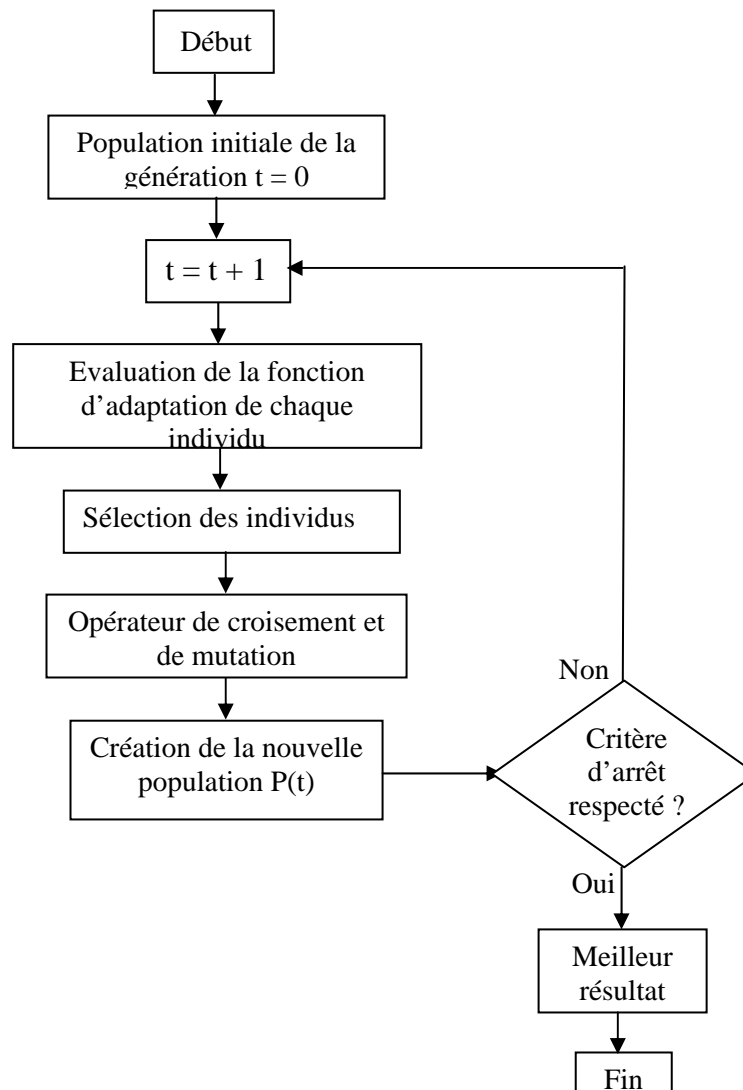 Début
Population initiale de la
génération t = 0
t = t + 1
Evaluation de la fonction
d’adaptation de chaque
individu
Sélection des individus
Opérateur de croisement et
de mutation
Création de la nouvelle
population P(t)
Non
Critère
d’arrêt
respecté ?
Oui
Meilleur
résultat
Fin